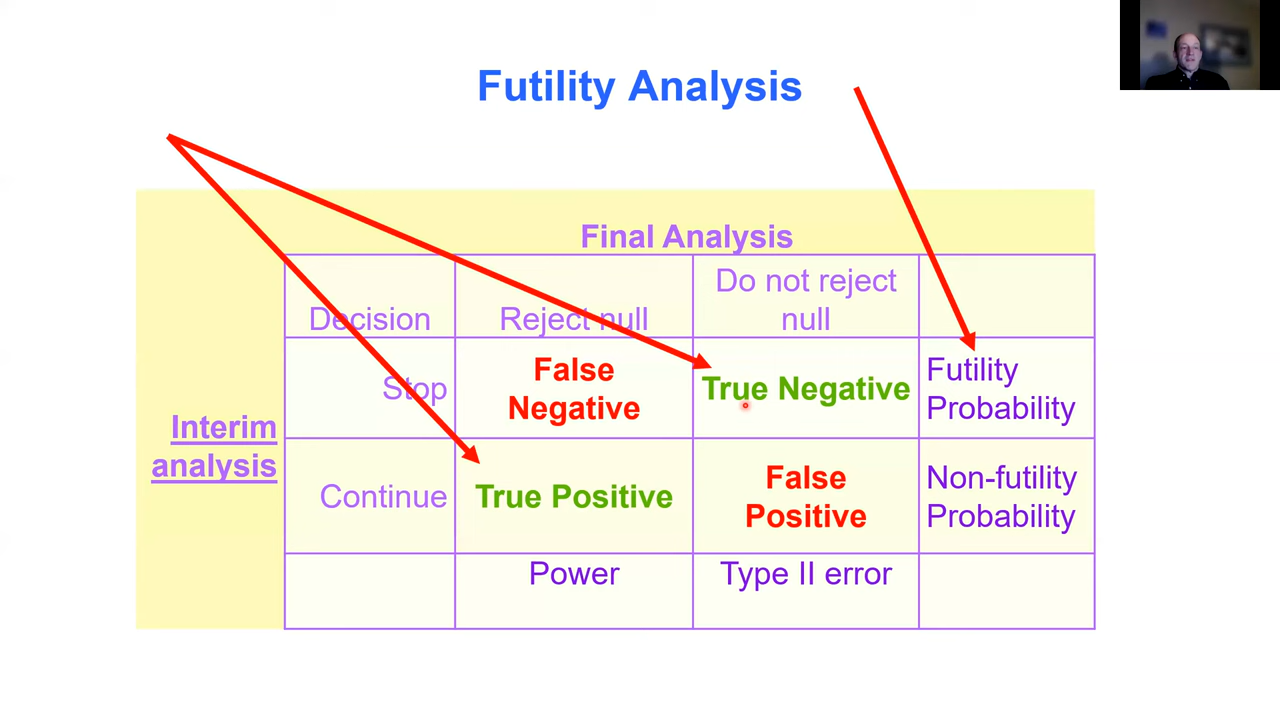 Futility Analysis
Final Analysis
Decision
Reject null
Do not reject
null
Interim
analysis
Stop
False
Negative
True Negative
Futility
Probability
Continue
True Positive
False
Positive
Non-futility
Probability
Power
Type II error